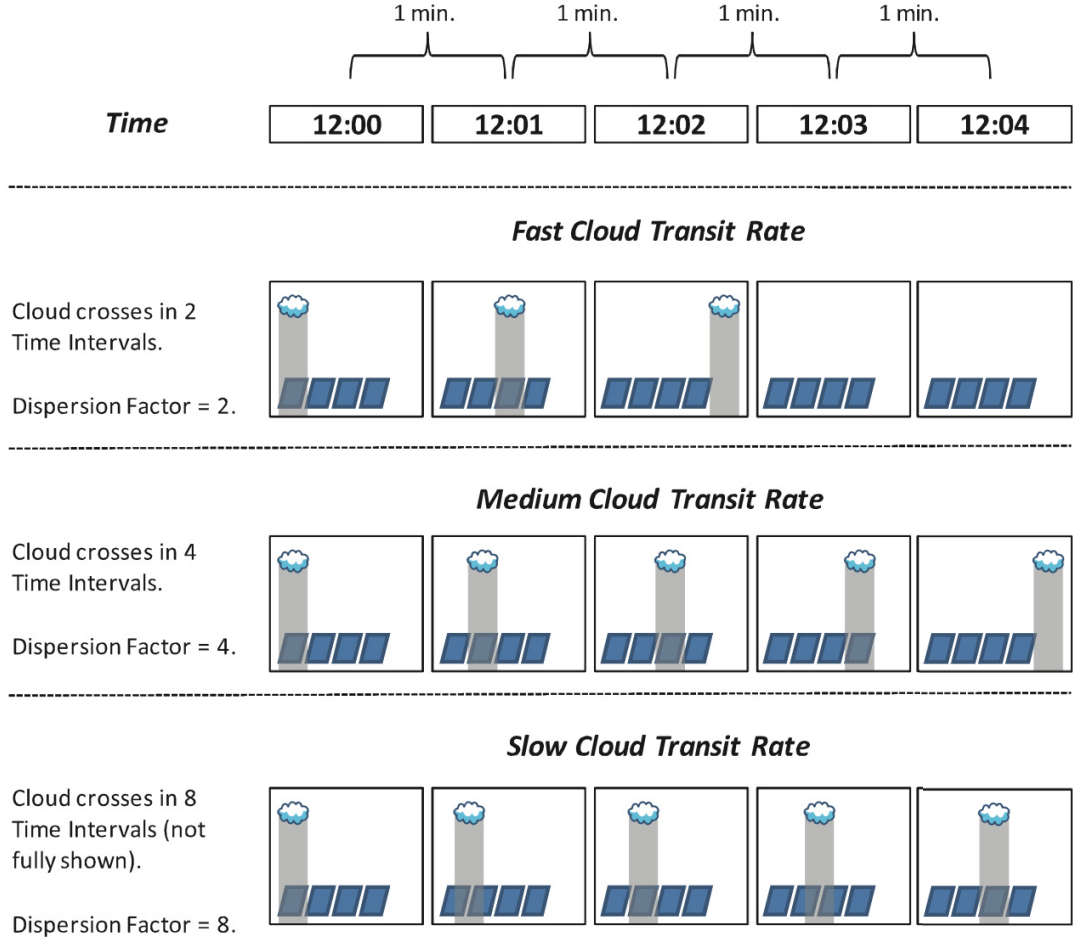 1 min. 1 min. 1 min. 1 min.
Time 12:00 12:01 12:02 12:03 12:04
Fast Cloud Transit Rate
Cloud crosses in 2
Time Intervals.
Dispersion Factor = 2.
Medium Cloud Transit Rate
Cloud crosses in 4
Time Intervals.
Dispersion Factor = 4.
Slow Cloud Transit Rate
Cloud crosses in 8
Time Intervals (not
fully shown).
Dispersion Factor = 8.